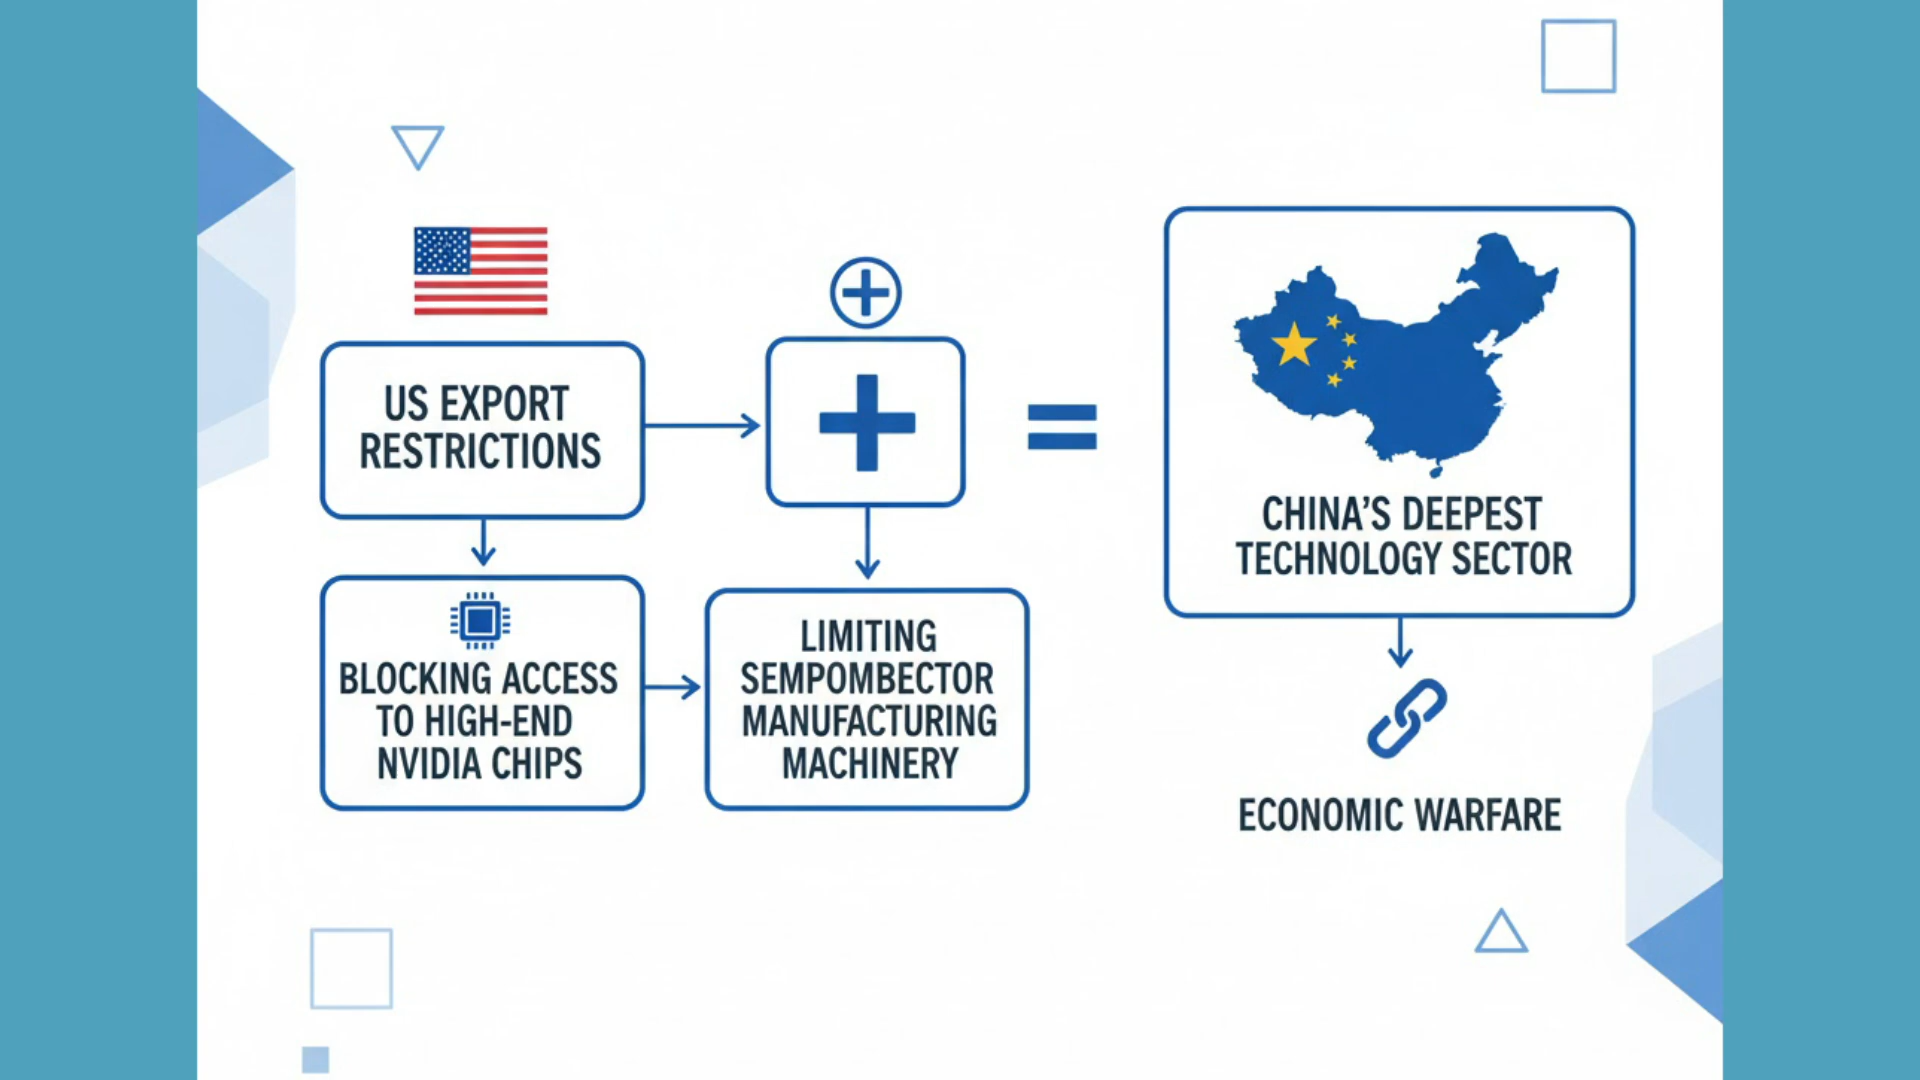 US EXPORT
RESTRICTIONS
BLOCKING ACCESS
TO HIGH-END
NVIDIA CHIPS
LIMITING
SEMPOMBECTOR
MANUFACTURING
MACHINERY
CHINA'S DEEPEST
TECHNOLOGY SECTOR
ECONOMIC WARFARE